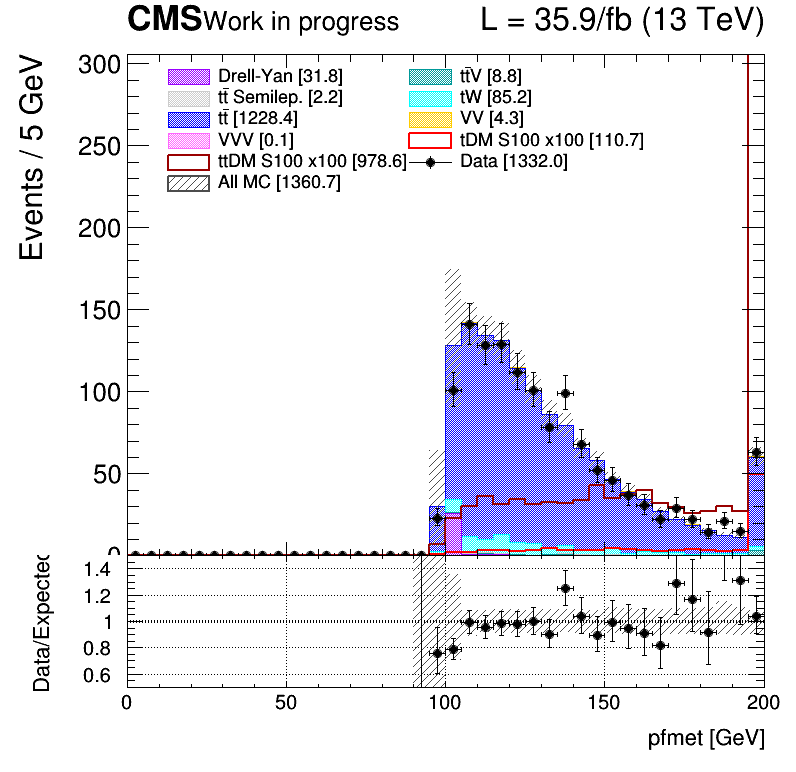 CMS Work in progress L = 35.9/fb (13 TeV)
Events / 5 GeV
300
250
200
150
100
50
0
Drell-Yan [31.8] tt̄V [8.8]
tt̄ Semilep. [2.2] tW [85.2]
tt̄ [1228.4] VV [4.3]
VVV [0.1] tDM S100 x100 [110.7]
ttDM S100 x100 [978.6] Data [1332.0]
All MC [1360.7]
Data/Expected
1.4
1.2
1
0.8
0.6
0 50 100 150 200
pfmet [GeV]